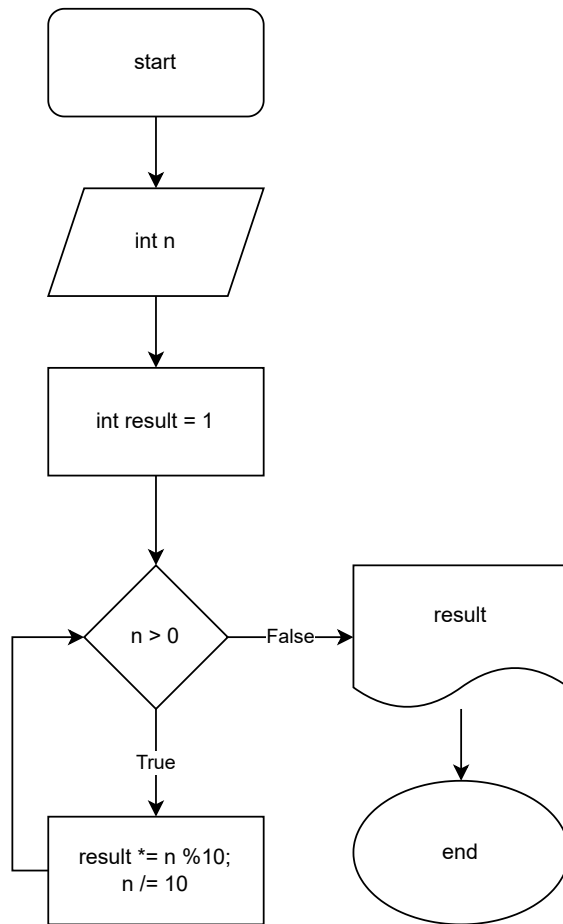 start
int n
int result = 1
n > 0
False
result
True
result *= n %10;
n /= 10
end